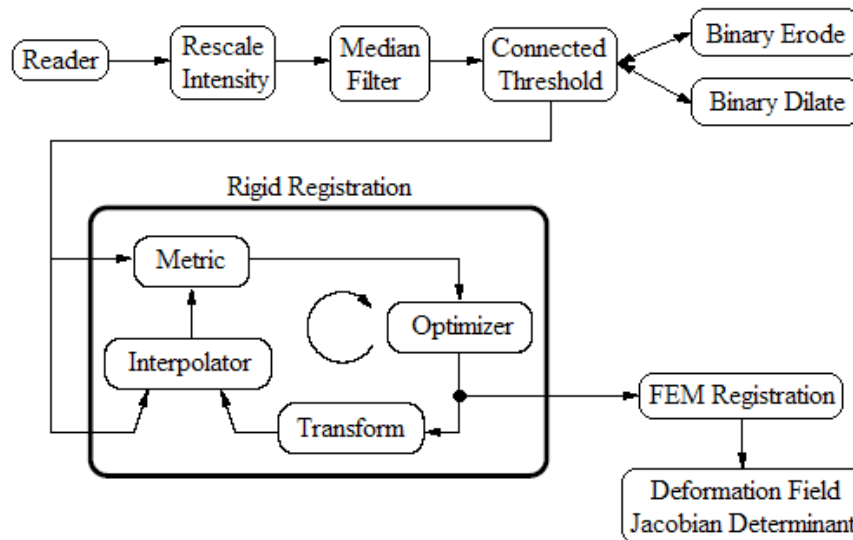 Reader
Rescale
Intensity
Median
Filter
Connected
Threshold
Binary Erode
Binary Dilate
Rigid Registration
Metric
Optimizer
Interpolator
Transform
FEM Registration
Deformation Field
Jacobian Determinant